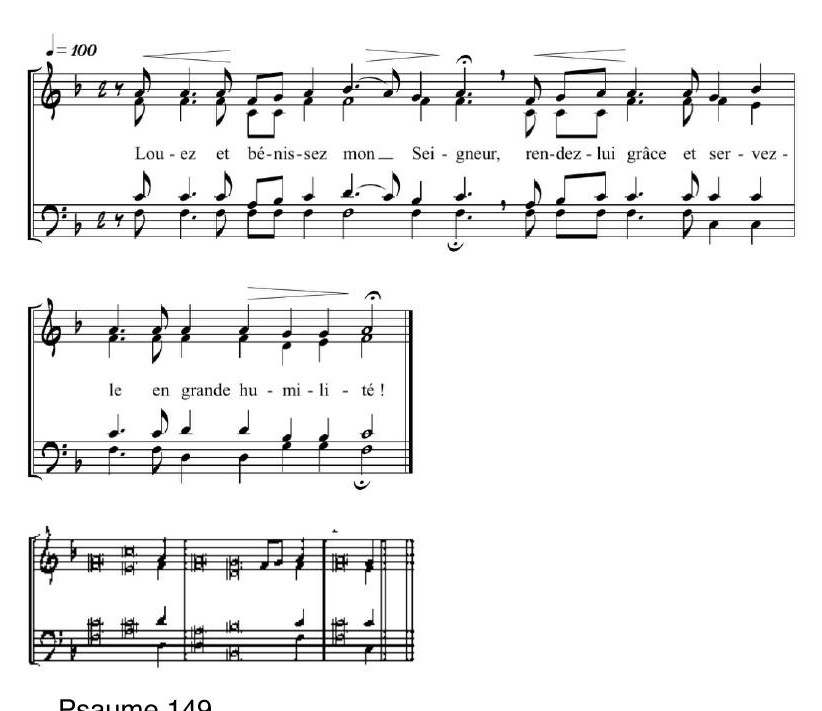 ♩= 100
Lou - ez et bé-nis-sez mon Sei - gneur, ren-dez - lui grâce et ser - vez -
le en grande hu - mi - li - té !
Psaume 149